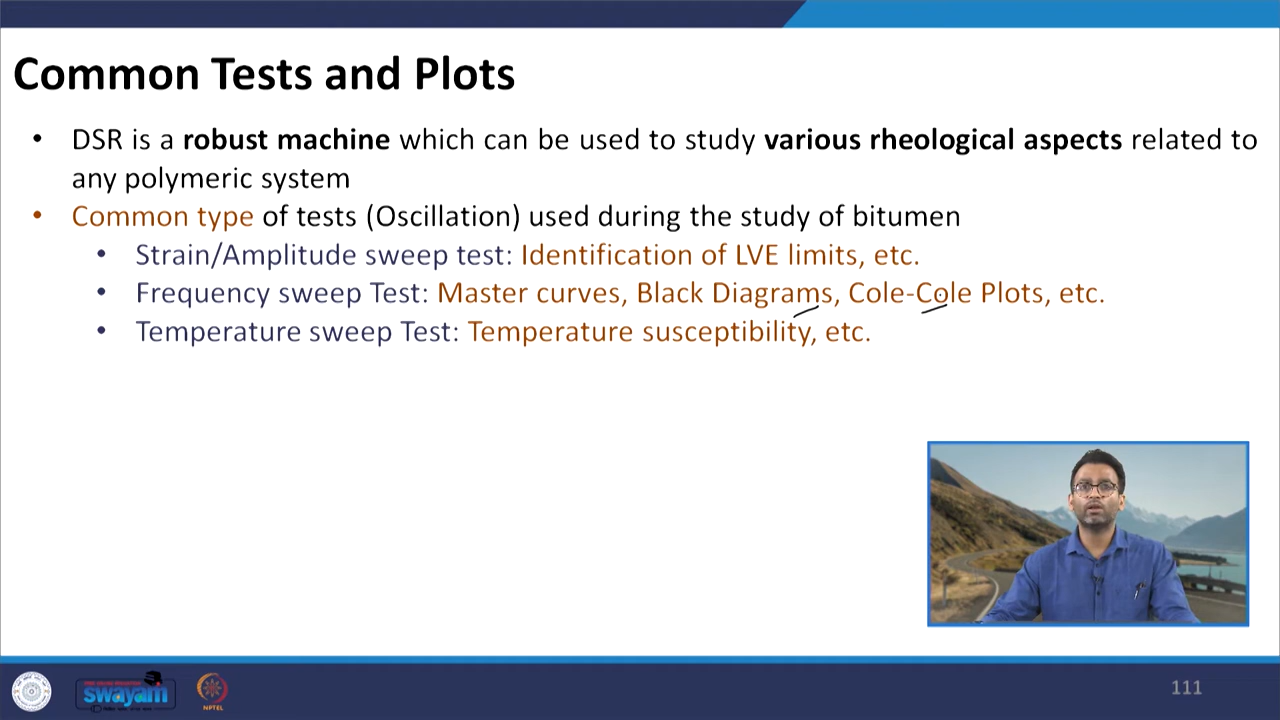 Common Tests and Plots
• DSR is a robust machine which can be used to study various rheological aspects related to
any polymeric system
• Common type of tests (Oscillation) used during the study of bitumen
• Strain/Amplitude sweep test: Identification of LVE limits, etc.
• Frequency sweep Test: Master curves, Black Diagrams, Cole-Cole Plots, etc.
• Temperature sweep Test: Temperature susceptibility, etc.
swayam
NPTEL
111